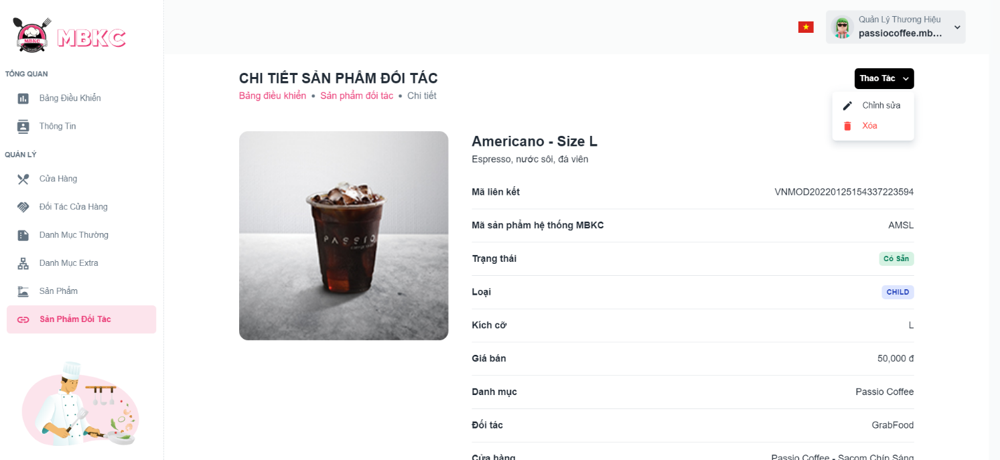 MBKC
MBKC
Quản Lý Thương Hiệu
passiocoffee.mb...
TỔNG QUAN
Bảng Điều Khiển
Thông Tin
QUẢN LÝ
Cửa Hàng
Đối Tác Cửa Hàng
Danh Mục Thường
Danh Mục Extra
Sản Phẩm
Sản Phẩm Đối Tác
CHI TIẾT SẢN PHẨM ĐỐI TÁC
Bảng điều khiển • Sản phẩm đối tác • Chi tiết
Thao Tác
Chỉnh sửa
Xóa
PASSIO
Americano - Size L
Espresso, nước sôi, đá viên
Mã liên kết VNMOD20220125154337223594
Mã sản phẩm hệ thống MBKC AMSL
Trạng thái Có Sẵn
Loại CHILD
Kích cỡ L
Giá bán 50,000 đ
Danh mục Passio Coffee
Đối tác GrabFood
Cửa hàng Passio Coffee - Sacom Chíp Sáng